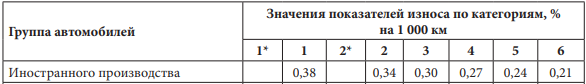 Группа автомобилей
Значения показателей износа по категориям, %
на 1 000 км
1* 1 2* 2 3 4 5 6
Иностранного производства 0,38 0,34 0,30 0,27 0,24 0,21